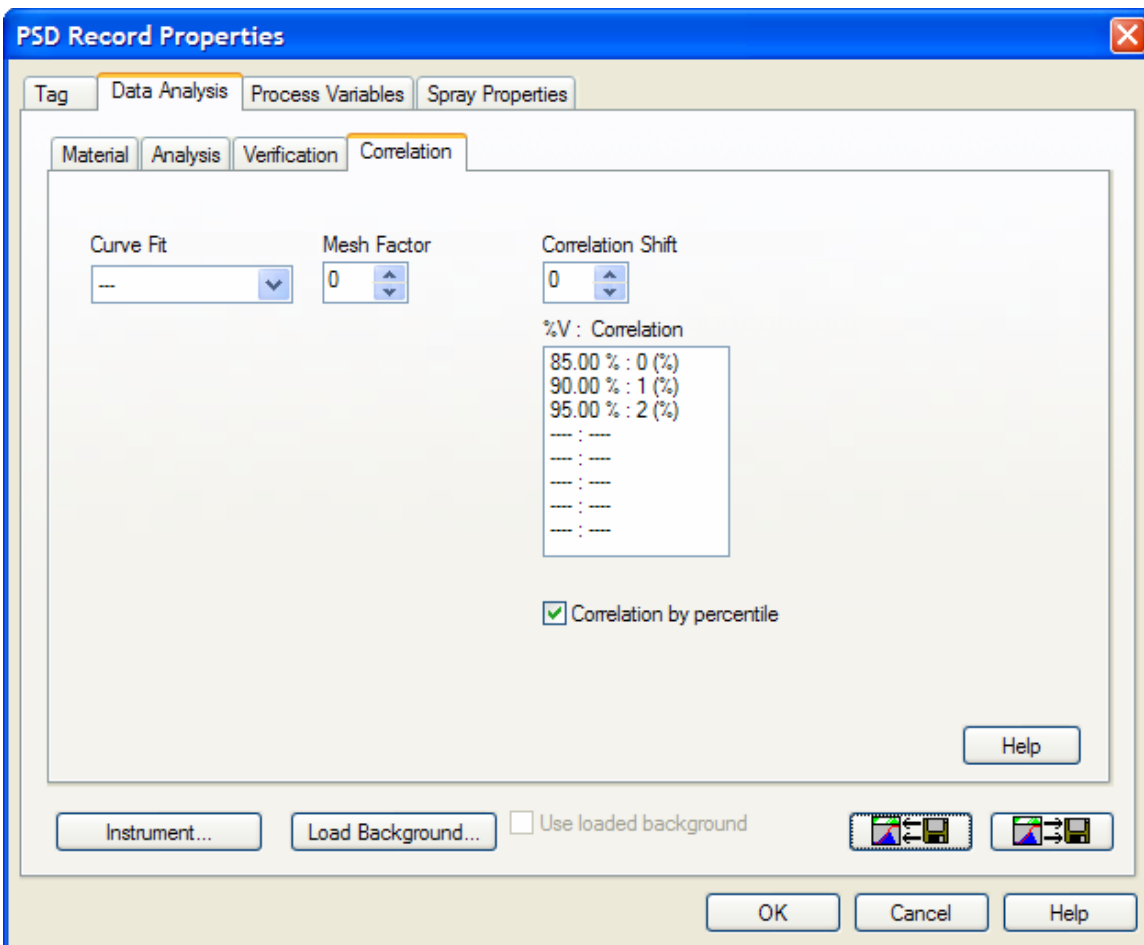 PSD Record Properties
Tag Data Analysis Process Variables Spray Properties
Material Analysis Verification Correlation
Curve Fit Mesh Factor Correlation Shift
--- 0 0
%V : Correlation
85.00 % : 0 (%)
90.00 % : 1 (%)
95.00 % : 2 (%)
---- : ----
---- : ----
---- : ----
---- : ----
---- : ----
Correlation by percentile
Help
Instrument... Load Background... Use loaded background
OK Cancel Help